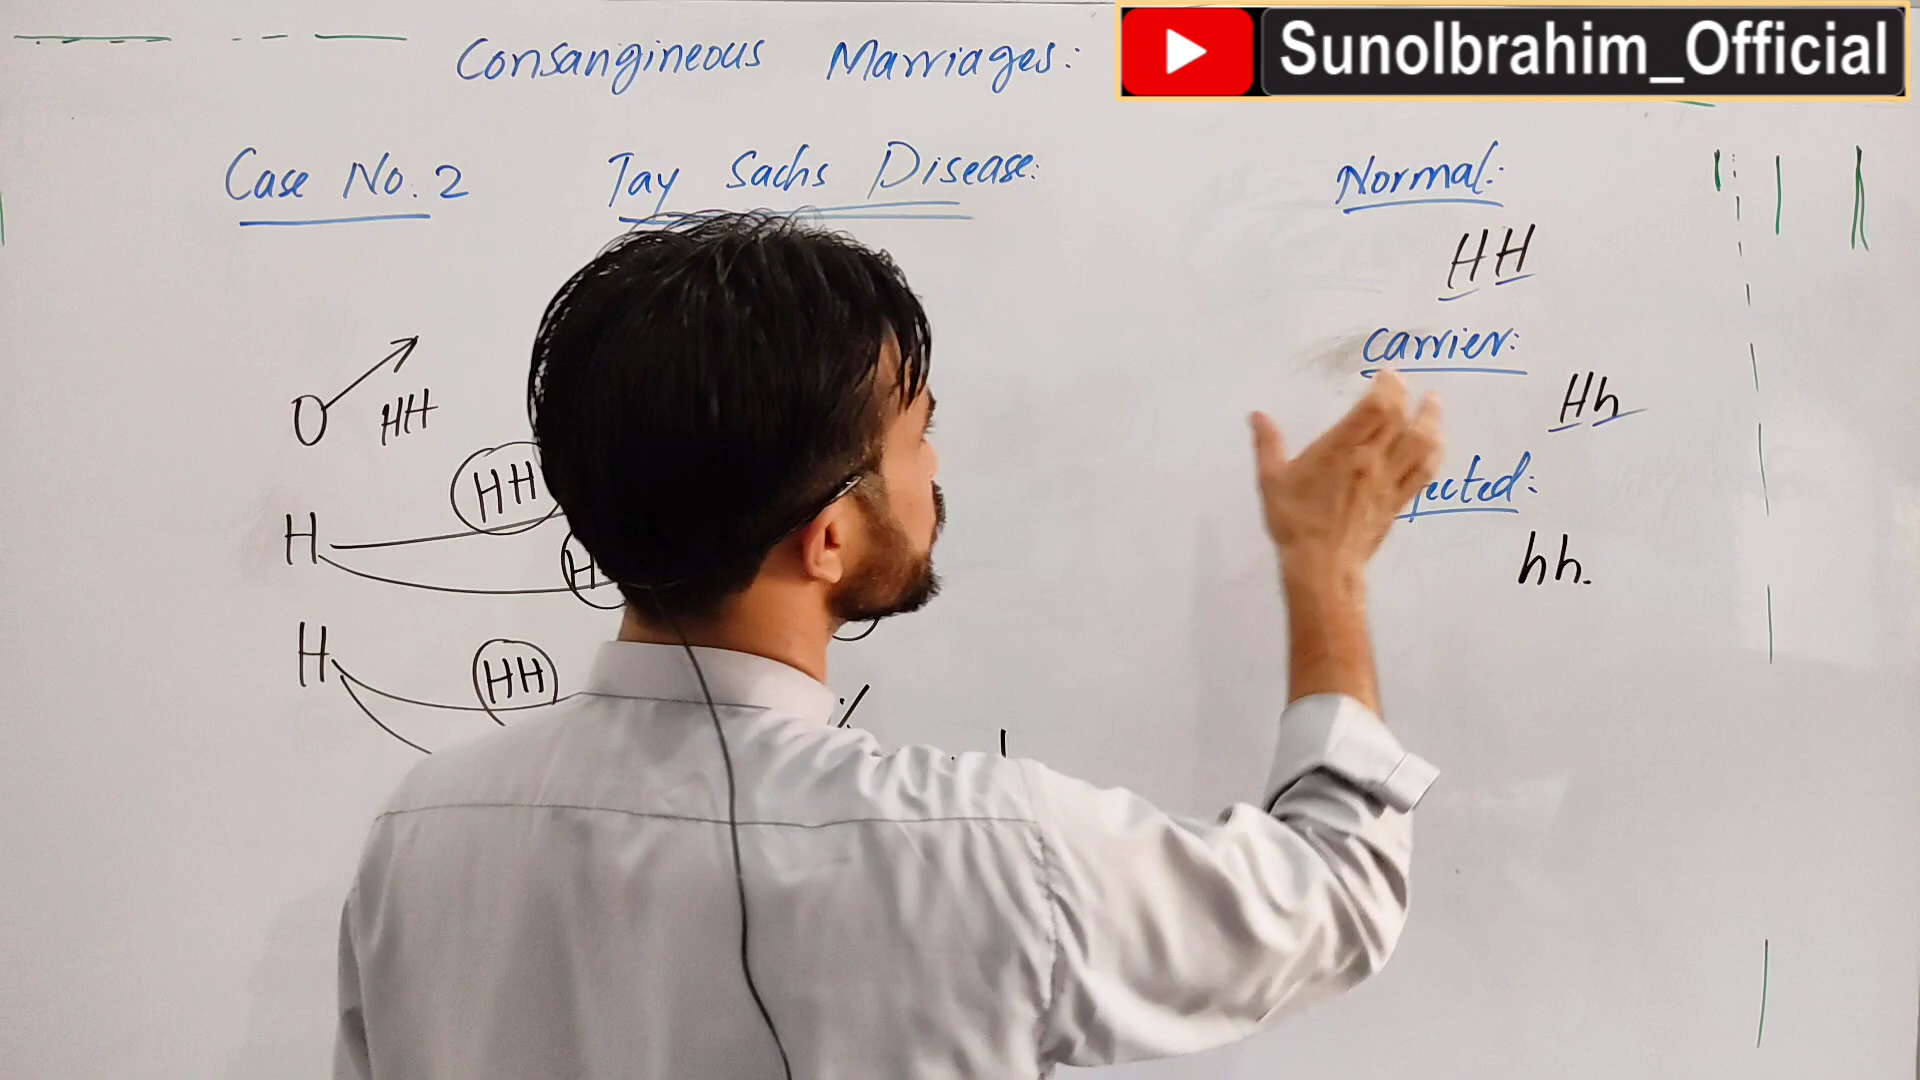 SunoIbrahim_Official
Consangineous Marriages:
Case No. 2 Tay Sachs Disease:
Normal:
HH
Carrier:
Hh
hh.
HH
HH
H
H
H
HH
%